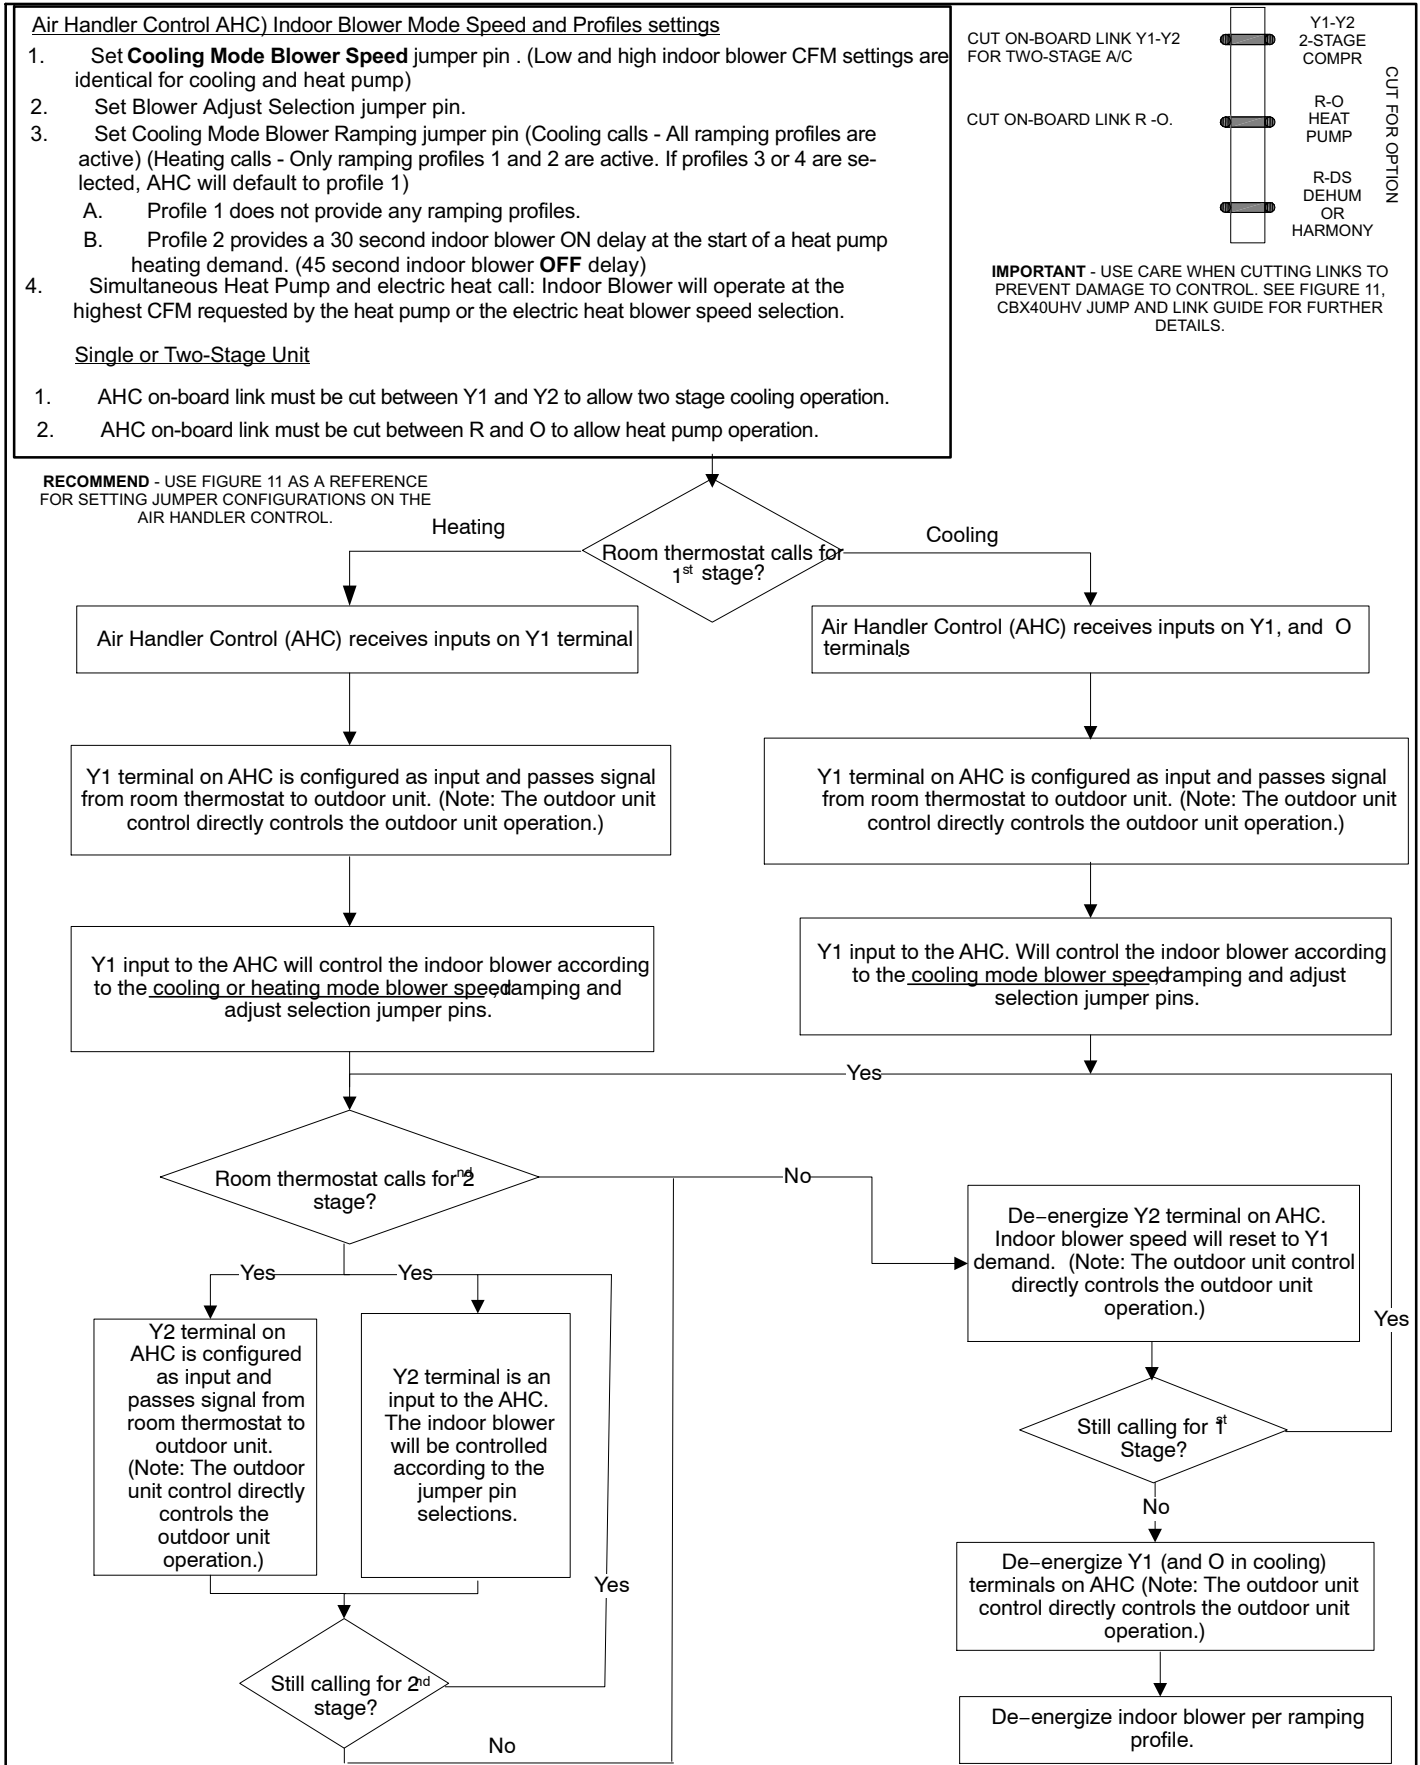 Air Handler Control AHC) Indoor Blower Mode Speed and Profiles settings
1. Set Cooling Mode Blower Speed jumper pin . (Low and high indoor blower CFM settings are
identical for cooling and heat pump)
2. Set Blower Adjust Selection jumper pin.
3. Set Cooling Mode Blower Ramping jumper pin (Cooling calls - All ramping profiles are
active) (Heating calls - Only ramping profiles 1 and 2 are active. If profiles 3 or 4 are se-
lected, AHC will default to profile 1)
A. Profile 1 does not provide any ramping profiles.
B. Profile 2 provides a 30 second indoor blower ON delay at the start of a heat pump
heating demand. (45 second indoor blower OFF delay)
4. Simultaneous Heat Pump and electric heat call: Indoor Blower will operate at the
highest CFM requested by the heat pump or the electric heat blower speed selection.
Single or Two-Stage Unit
1. AHC on-board link must be cut between Y1 and Y2 to allow two stage cooling operation.
2. AHC on-board link must be cut between R and O to allow heat pump operation.
CUT ON-BOARD LINK Y1-Y2
FOR TWO-STAGE A/C
CUT ON-BOARD LINK R -O.
Y1-Y2
2-STAGE
COMPR
R-O
HEAT
PUMP
R-DS
DEHUM
OR
HARMONY
CUT FOR OPTION
IMPORTANT - USE CARE WHEN CUTTING LINKS TO
PREVENT DAMAGE TO CONTROL. SEE FIGURE 11,
CBX40UHV JUMP AND LINK GUIDE FOR FURTHER
DETAILS.
RECOMMEND - USE FIGURE 11 AS A REFERENCE
FOR SETTING JUMPER CONFIGURATIONS ON THE
AIR HANDLER CONTROL.
Heating
Room thermostat calls for
1st stage?
Cooling
Air Handler Control (AHC) receives inputs on Y1 terminal
Air Handler Control (AHC) receives inputs on Y1, and O
terminals.
Y1 terminal on AHC is configured as input and passes signal
from room thermostat to outdoor unit. (Note: The outdoor unit
control directly controls the outdoor unit operation.)
Y1 terminal on AHC is configured as input and passes signal
from room thermostat to outdoor unit. (Note: The outdoor unit
control directly controls the outdoor unit operation.)
Y1 input to the AHC will control the indoor blower according
to the cooling or heating mode blower speed, ramping and
adjust selection jumper pins.
Y1 input to the AHC. Will control the indoor blower according
to the cooling mode blower speed, ramping and adjust
selection jumper pins.
Yes
Room thermostat calls for 2nd
stage?
No
De-energize Y2 terminal on AHC.
Indoor blower speed will reset to Y1
demand. (Note: The outdoor unit control
directly controls the outdoor unit
operation.)
Yes
Yes
Yes
Y2 terminal on
AHC is configured
as input and
passes signal from
room thermostat to
outdoor unit.
(Note: The outdoor
unit control directly
controls the
outdoor unit
operation.)
Y2 terminal is an
input to the AHC.
The indoor blower
will be controlled
according to the
jumper pin
selections.
Still calling for 1st
Stage?
No
Yes
De-energize Y1 (and O in cooling)
terminals on AHC (Note: The outdoor unit
control directly controls the outdoor unit
operation.)
Still calling for 2nd
stage?
No
De-energize indoor blower per ramping
profile.